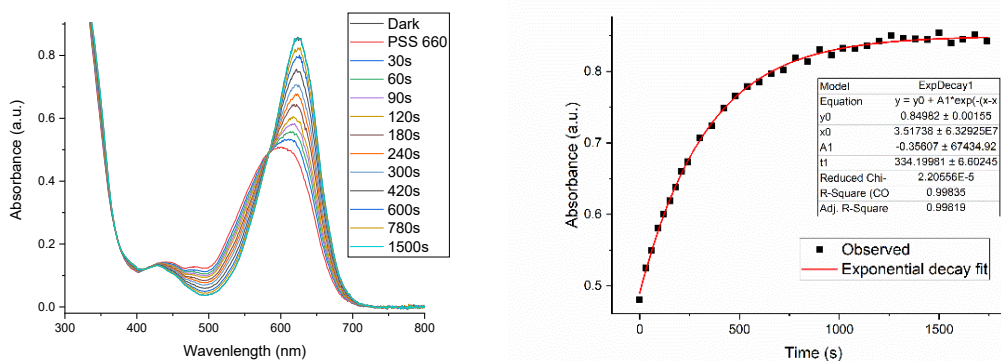 0.8
0.6
0.4
0.2
0.0
Absorbance (a.u.)
300
400
500
600
700
800
Wavelength (nm)
Dark
PSS 660
30s
60s
90s
120s
180s
240s
300s
420s
600s
780s
1500s
0.8
0.7
0.6
0.5
Absorbance (a.u.)
0
500
1000
1500
Time (s)
Model ExpDecay1
Equation y = y0 + A1*exp(-(x-x
y0 0.84982 ± 0.00155
x0 3.51738 ± 6.32925E7
A1 -0.35607 ± 67434.92
t1 334.19981 ± 6.60245
Reduced Chi- 2.20556E-5
R-Square (CO 0.99835
Adj. R-Square 0.99819
Observed
Exponential decay fit